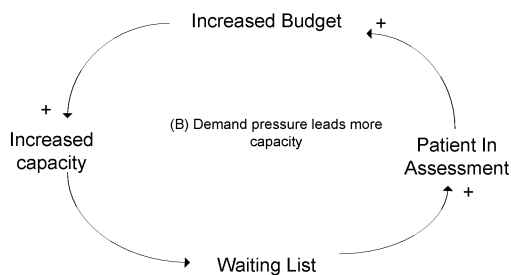 Increased Budget
+
+
(B) Demand pressure leads more
capacity
Increased
capacity
Patient In
Assessment
+
Waiting List